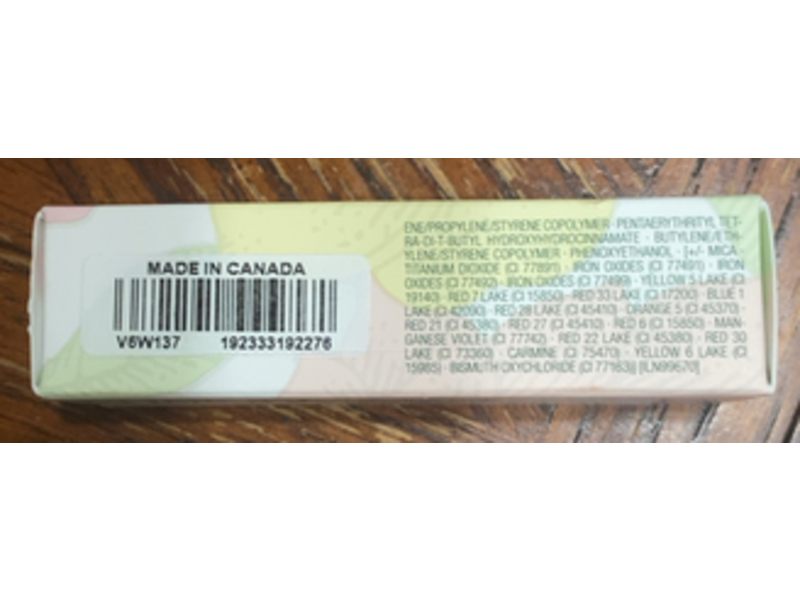 MADE IN CANADA
V6W137 192333192276
ENE/PROPYLENE/STYRENE COPOLYMER · PENTAERYTHRITYL TET-
RA-DI-T-BUTYL HYDROXYHYDROCINNAMATE · BUTYLENE/ETH-
YLENE/STYRENE COPOLYMER · PHENOXYETHANOL · [+/- MICA ·
TITANIUM DIOXIDE (CI 77891) · IRON OXIDES (CI 77491) · IRON
OXIDES (CI 77492) · IRON OXIDES (CI 77499) · YELLOW 5 LAKE (CI
19140) · RED 7 LAKE (CI 15850) · RED 33 LAKE (CI 17200) · BLUE 1
LAKE (CI 42090) · RED 28 LAKE (CI 45410) · ORANGE 5 (CI 45370) ·
RED 21 (CI 45380) · RED 27 (CI 45410) · RED 6 (CI 15850) · MAN-
GANESE VIOLET (CI 77742) · RED 22 LAKE (CI 45380) · RED 30
LAKE (CI 73360) · CARMINE (CI 75470) · YELLOW 6 LAKE (CI
15985) · BISMUTH OXYCHLORIDE (CI 77163)] [ILN99670]